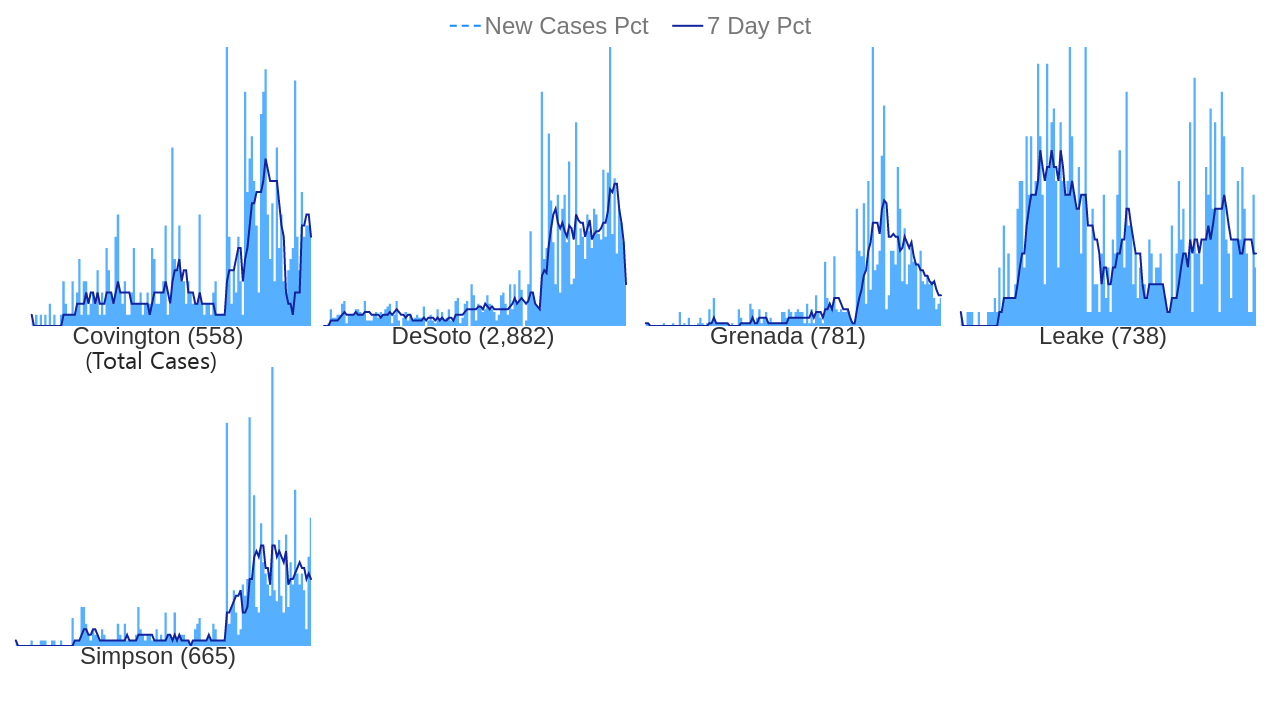 New Cases Pct 7 Day Pct
Covington (558) DeSoto (2,882) Grenada (781) Leake (738)
(Total Cases)
Simpson (665)